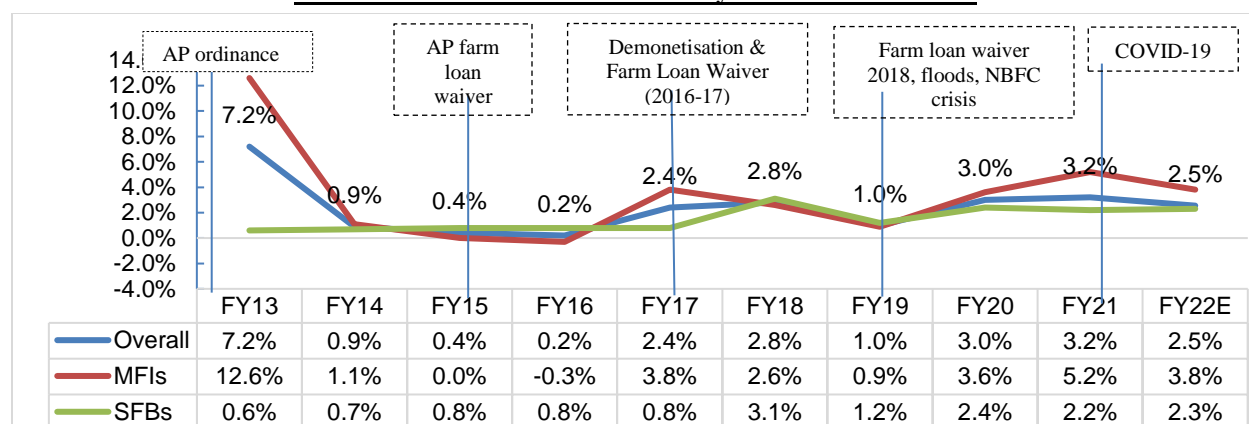 AP ordinance
AP farm
loan
waiver
Demonetisation &
Farm Loan Waiver
(2016-17)
Farm loan waiver
2018, floods, NBFC
crisis
COVID-19
12.0%
10.0%
8.0%
6.0%
4.0%
2.0%
0.0%
-2.0%
-4.0%
7.2%
0.9%
0.4%
0.2%
2.4%
2.8%
1.0%
3.0%
3.2%
2.5%
FY13 FY14 FY15 FY16 FY17 FY18 FY19 FY20 FY21 FY22E
Overall 7.2% 0.9% 0.4% 0.2% 2.4% 2.8% 1.0% 3.0% 3.2% 2.5%
MFIs 12.6% 1.1% 0.0% -0.3% 3.8% 2.6% 0.9% 3.6% 5.2% 3.8%
SFBs 0.6% 0.7% 0.8% 0.8% 0.8% 3.1% 1.2% 2.4% 2.2% 2.3%